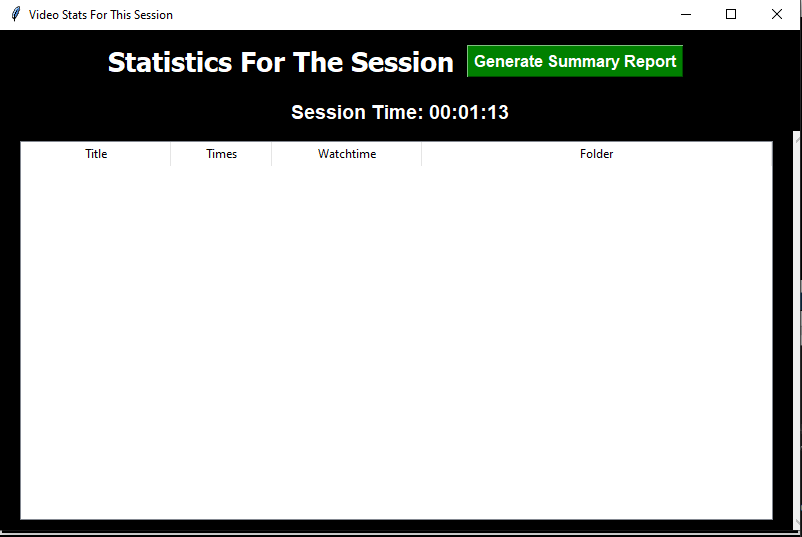 Video Stats For This Session
Statistics For The Session Generate Summary Report
Session Time: 00:01:13
Title Times Watchtime Folder